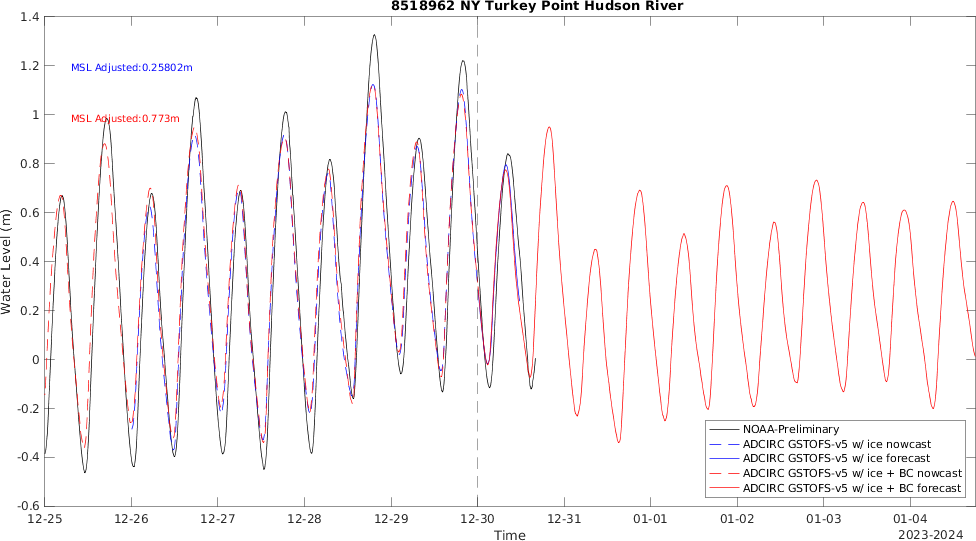 8518962 NY Turkey Point Hudson River
1.4
1.2
1
0.8
0.6
0.4
0.2
0
-0.2
-0.4
-0.6
Water Level (m)
MSL Adjusted:0.25802m
MSL Adjusted:0.773m
NOAA-Preliminary
ADCIRC GSTOFS-v5 w/ ice nowcast
ADCIRC GSTOFS-v5 w/ ice forecast
ADCIRC GSTOFS-v5 w/ ice + BC nowcast
ADCIRC GSTOFS-v5 w/ ice + BC forecast
12-25 12-26 12-27 12-28 12-29 12-30 12-31 01-01 01-02 01-03 01-04
Time
2023-2024